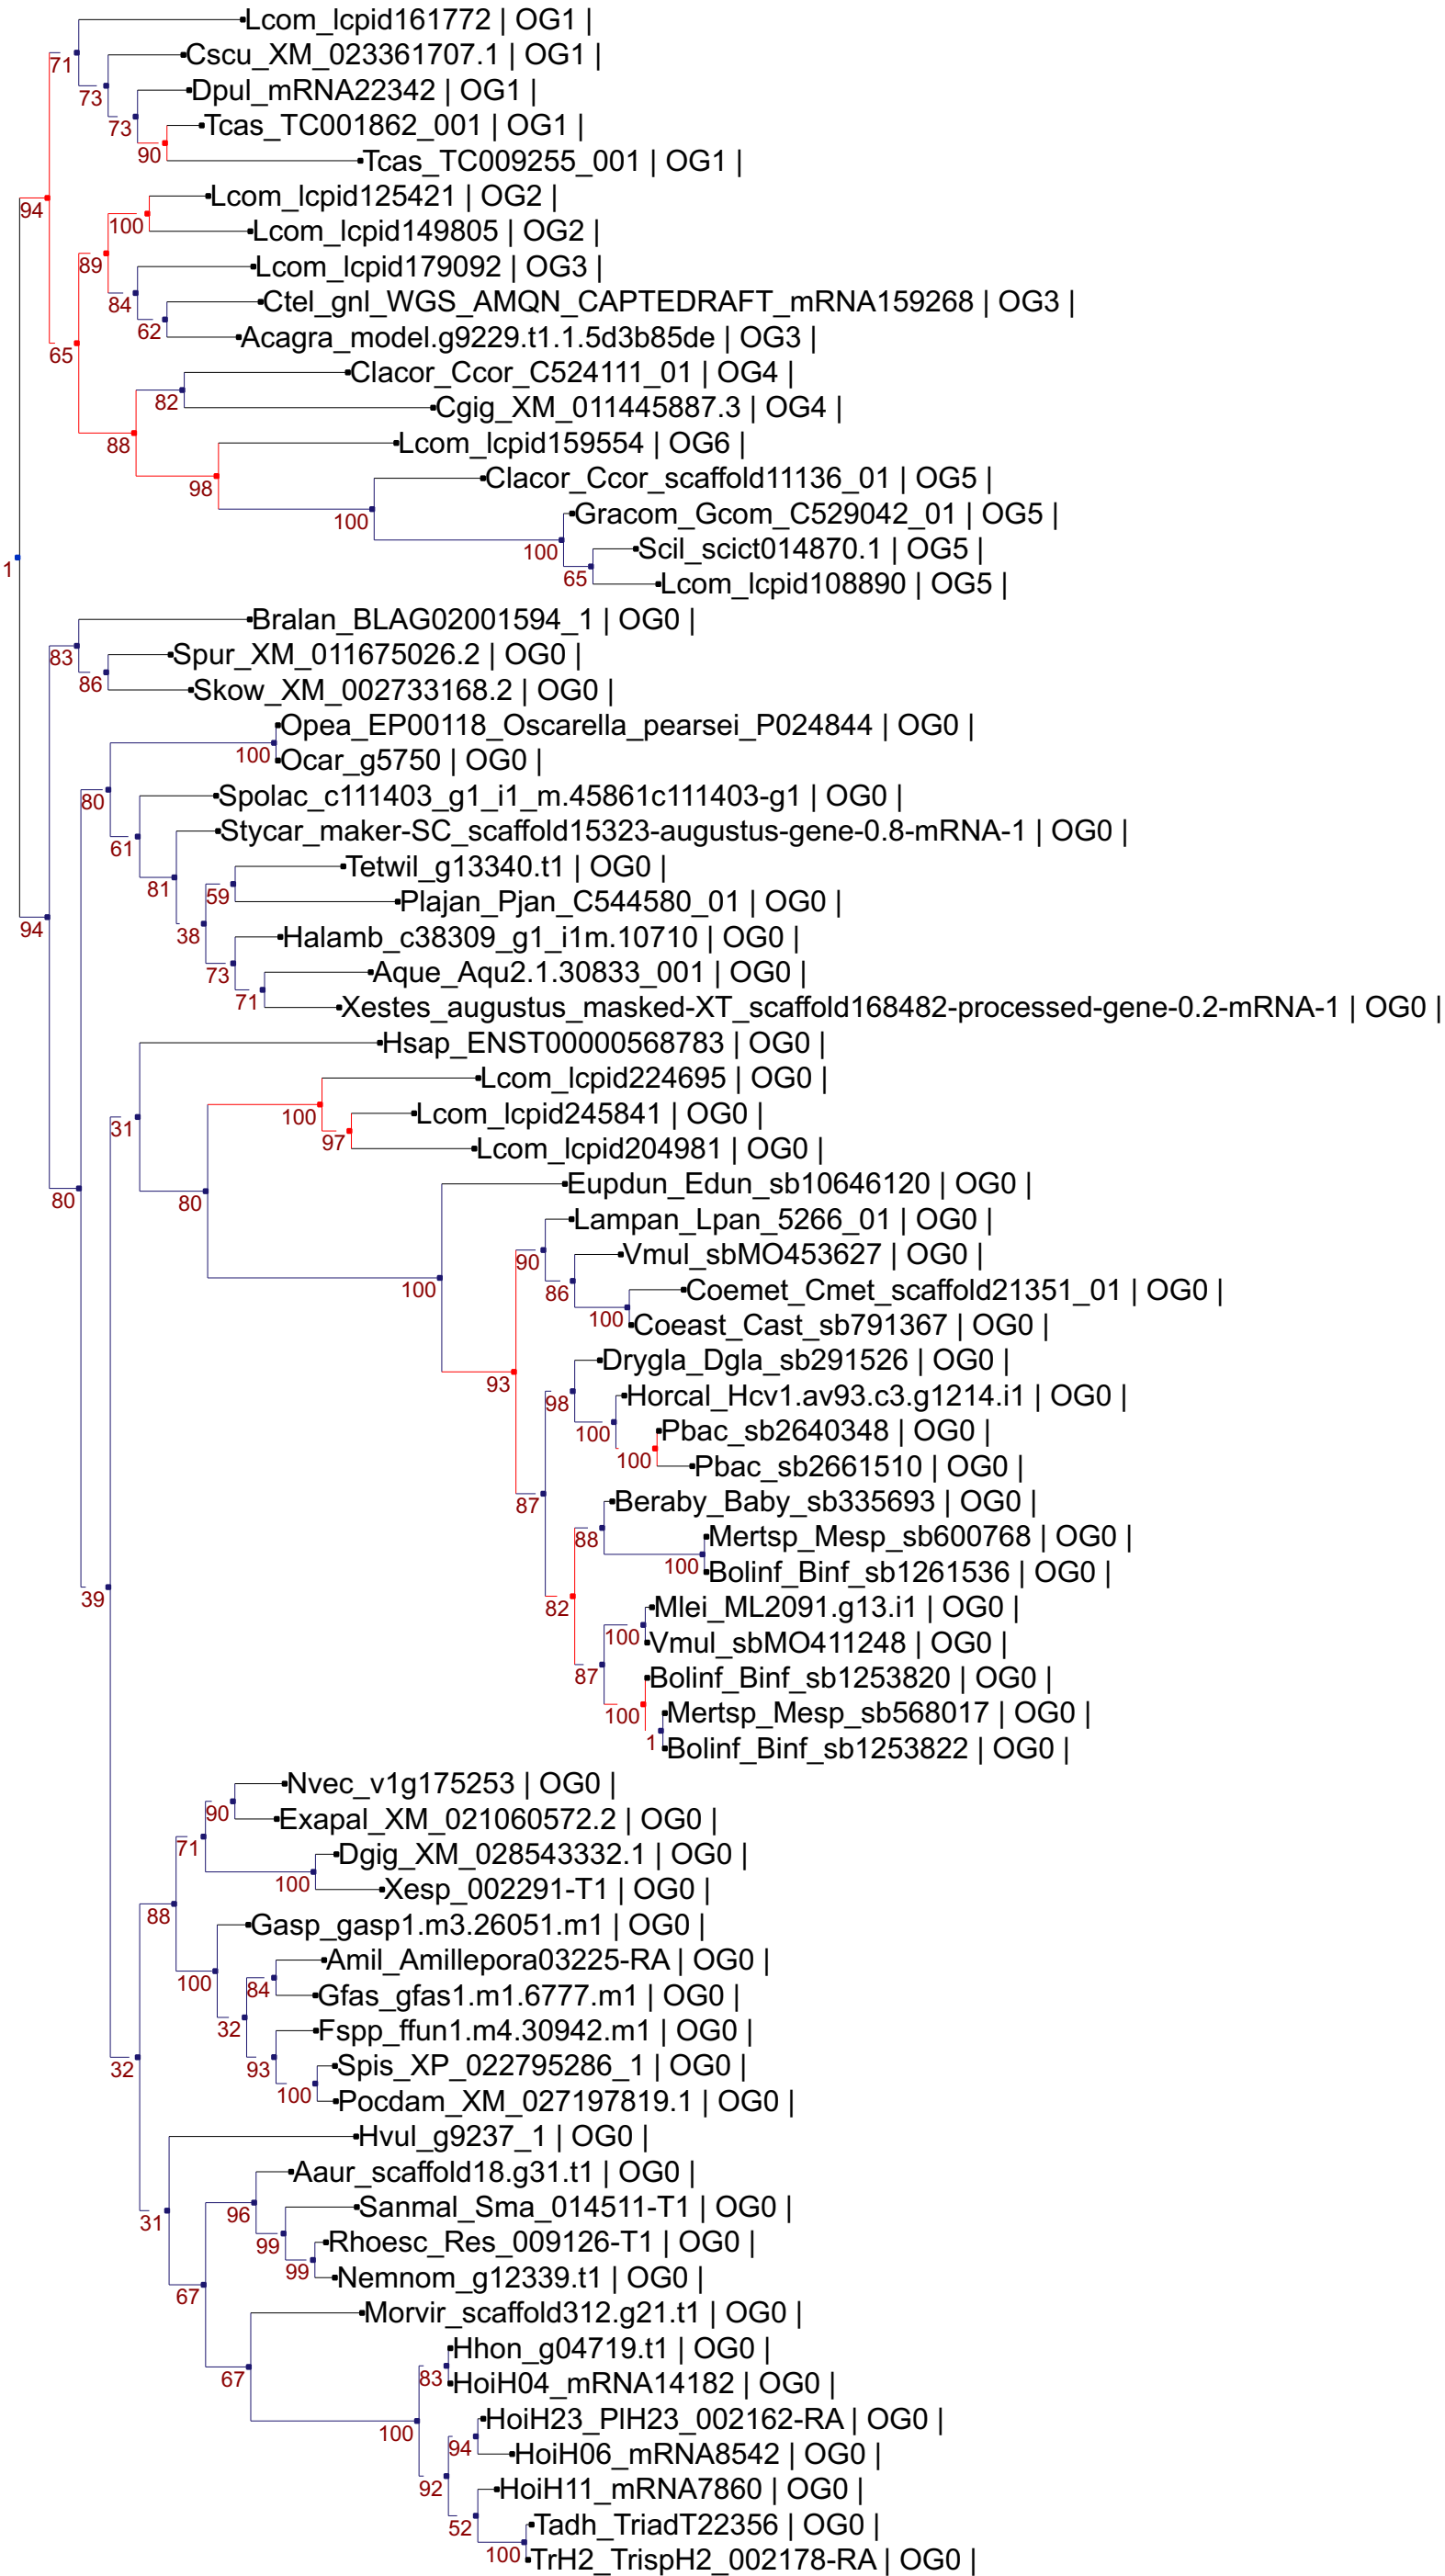 Lcom_lcpid161772 | OG1 |
71
Cscu_XM_023361707.1 | OG1 |
73
Dpul_mRNA22342 | OG1 |
73
Tcas_TC001862_001 | OG1 |
90
Tcas_TC009255_001 | OG1 |
94
Lcom_lcpid125421 | OG2 |
100
Lcom_lcpid149805 | OG2 |
89
Lcom_lcpid179092 | OG3 |
84
Ctel_gnl_WGS_AMQN_CAPTEDRAFT_mRNA159268 | OG3 |
62
Acagra_model.g9229.t1.1.5d3b85de | OG3 |
65
Clacor_Ccor_C524111_01 | OG4 |
82
Cgig_XM_011445887.3 | OG4 |
88
Lcom_lcpid159554 | OG6 |
98
Clacor_Ccor_scaffold11136_01 | OG5 |
100
Gracom_Gcom_C529042_01 | OG5 |
100
Scil_scict014870.1 | OG5 |
65
Lcom_lcpid108890 | OG5 |
1
Bralan_BLAG02001594_1 | OG0 |
83
Spur_XM_011675026.2 | OG0 |
86
Skow_XM_002733168.2 | OG0 |
Opea_EP00118_Oscarella_pearsei_P024844 | OG0 |
100
Ocar_g5750 | OG0 |
80
Spolac_c111403_g1_i1_m.45861c111403-g1 | OG0 |
61
Stycar_maker-SC_scaffold15323-augustus-gene-0.8-mRNA-1 | OG0 |
81
Tetwil_g13340.t1 | OG0 |
59
Plajan_Pjan_C544580_01 | OG0 |
94
38
Halamb_c38309_g1_i1m.10710 | OG0 |
73
Aque_Aqu2.1.30833_001 | OG0 |
71
Xestes_augustus_masked-XT_scaffold168482-processed-gene-0.2-mRNA-1 | OG0 |
Hsap_ENST00000568783 | OG0 |
31
Lcom_lcpid224695 | OG0 |
100
Lcom_lcpid245841 | OG0 |
97
Lcom_lcpid204981 | OG0 |
80
80
Eupdun_Edun_sb10646120 | OG0 |
Lampan_Lpan_5266_01 | OG0 |
90
Vmul_sbMO453627 | OG0 |
100
86
Coemet_Cmet_scaffold21351_01 | OG0 |
100
Coeast_Cast_sb791367 | OG0 |
Drygla_Dgla_sb291526 | OG0 |
93
98
Horcal_Hcv1.av93.c3.g1214.i1 | OG0 |
100
Pbac_sb2640348 | OG0 |
100
Pbac_sb2661510 | OG0 |
87
Beraby_Baby_sb335693 | OG0 |
88
Mertsp_Mesp_sb600768 | OG0 |
100
Bolinf_Binf_sb1261536 | OG0 |
39
82
Mlei_ML2091.g13.i1 | OG0 |
100
Vmul_sbMO411248 | OG0 |
87
Bolinf_Binf_sb1253820 | OG0 |
100
Mertsp_Mesp_sb568017 | OG0 |
1
Bolinf_Binf_sb1253822 | OG0 |
Nvec_v1g175253 | OG0 |
90
Exapal_XM_021060572.2 | OG0 |
71
Dgig_XM_028543332.1 | OG0 |
100
Xesp_002291-T1 | OG0 |
88
Gasp_gasp1.m3.26051.m1 | OG0 |
Amil_Amillepora03225-RA | OG0 |
100
84
Gfas_gfas1.m1.6777.m1 | OG0 |
32
Fspp_ffun1.m4.30942.m1 | OG0 |
32
93
Spis_XP_022795286_1 | OG0 |
100
Pocdam_XM_027197819.1 | OG0 |
Hvul_g9237_1 | OG0 |
Aaur_scaffold18.g31.t1 | OG0 |
31
96
Sanmal_Sma_014511-T1 | OG0 |
99
Rhoesc_Res_009126-T1 | OG0 |
99
Nemnom_g12339.t1 | OG0 |
67
Morvir_scaffold312.g21.t1 | OG0 |
Hhon_g04719.t1 | OG0 |
67
83
HoiH04_mRNA14182 | OG0 |
HoiH23_PlH23_002162-RA | OG0 |
100
94
HoiH06_mRNA8542 | OG0 |
92
HoiH11_mRNA7860 | OG0 |
52
Tadh_TriadT22356 | OG0 |
100
TrH2_TrispH2_002178-RA | OG0 |